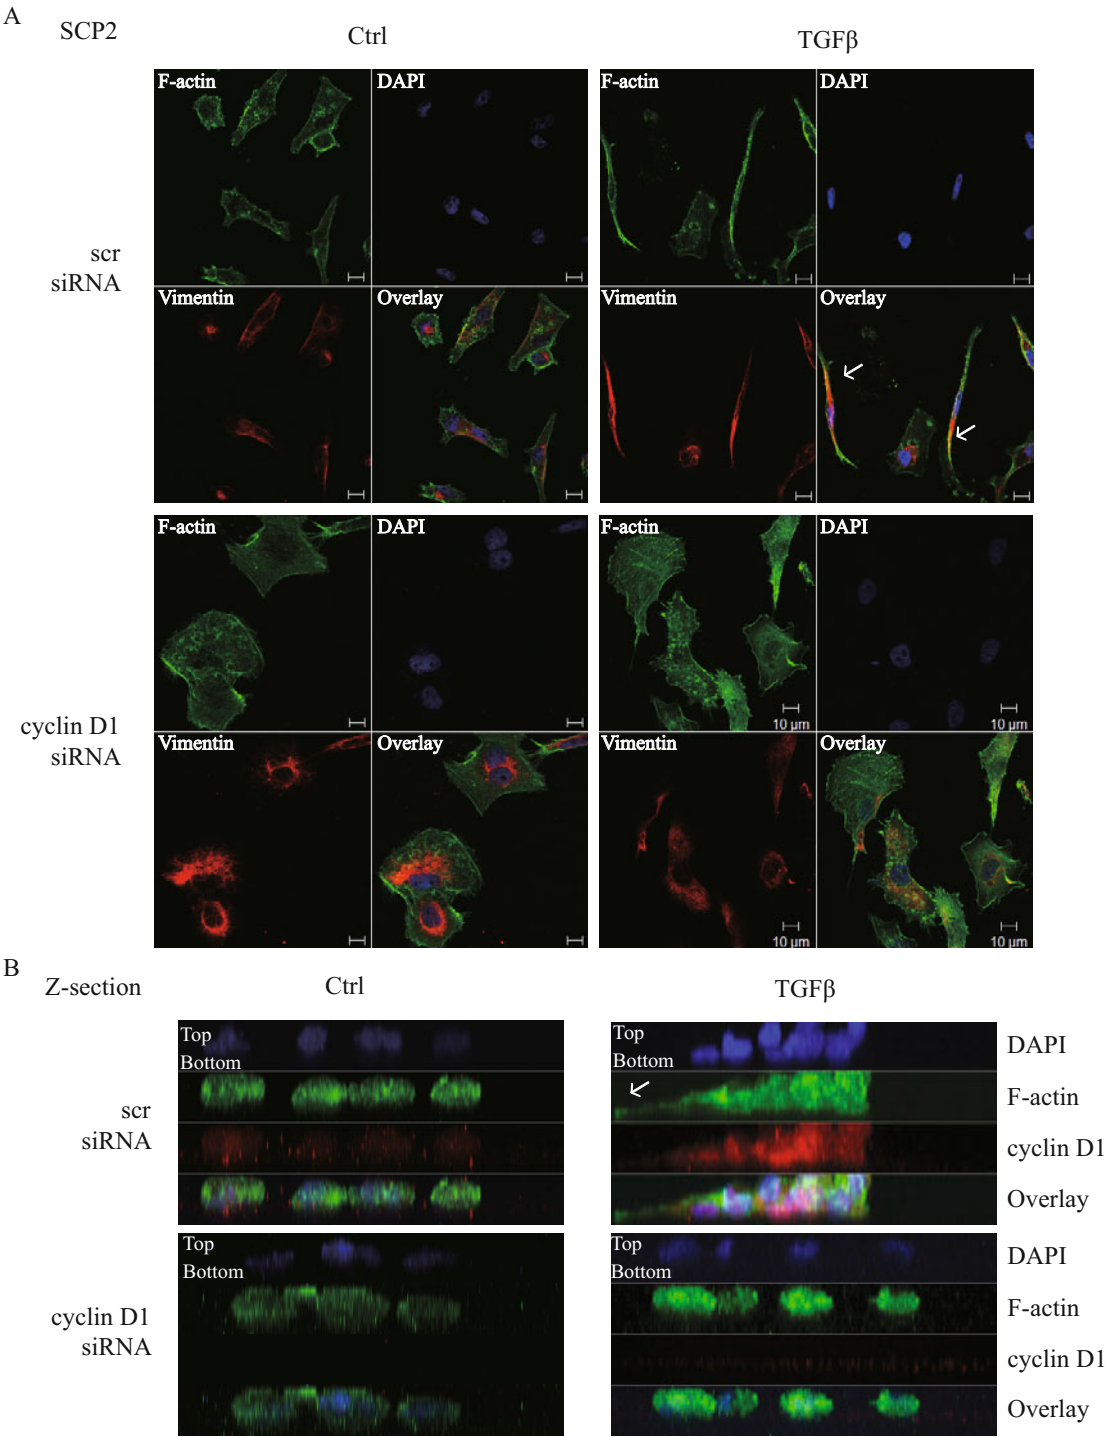 A
SCP2
Ctrl
TGFβ
F-actin
DAPI
F-actin
DAPI
scr
siRNA
Vimentin
Overlay
Vimentin
Overlay
F-actin
DAPI
F-actin
DAPI
10 µm
10 µm
cyclin D1
siRNA
Vimentin
Overlay
Vimentin
Overlay
10 µm
10 µm
B
Z-section
Ctrl
TGFβ
Top
Bottom
Top
Bottom
DAPI
F-actin
scr
siRNA
cyclin D1
Overlay
Top
Bottom
Top
Bottom
DAPI
F-actin
cyclin D1
siRNA
cyclin D1
Overlay